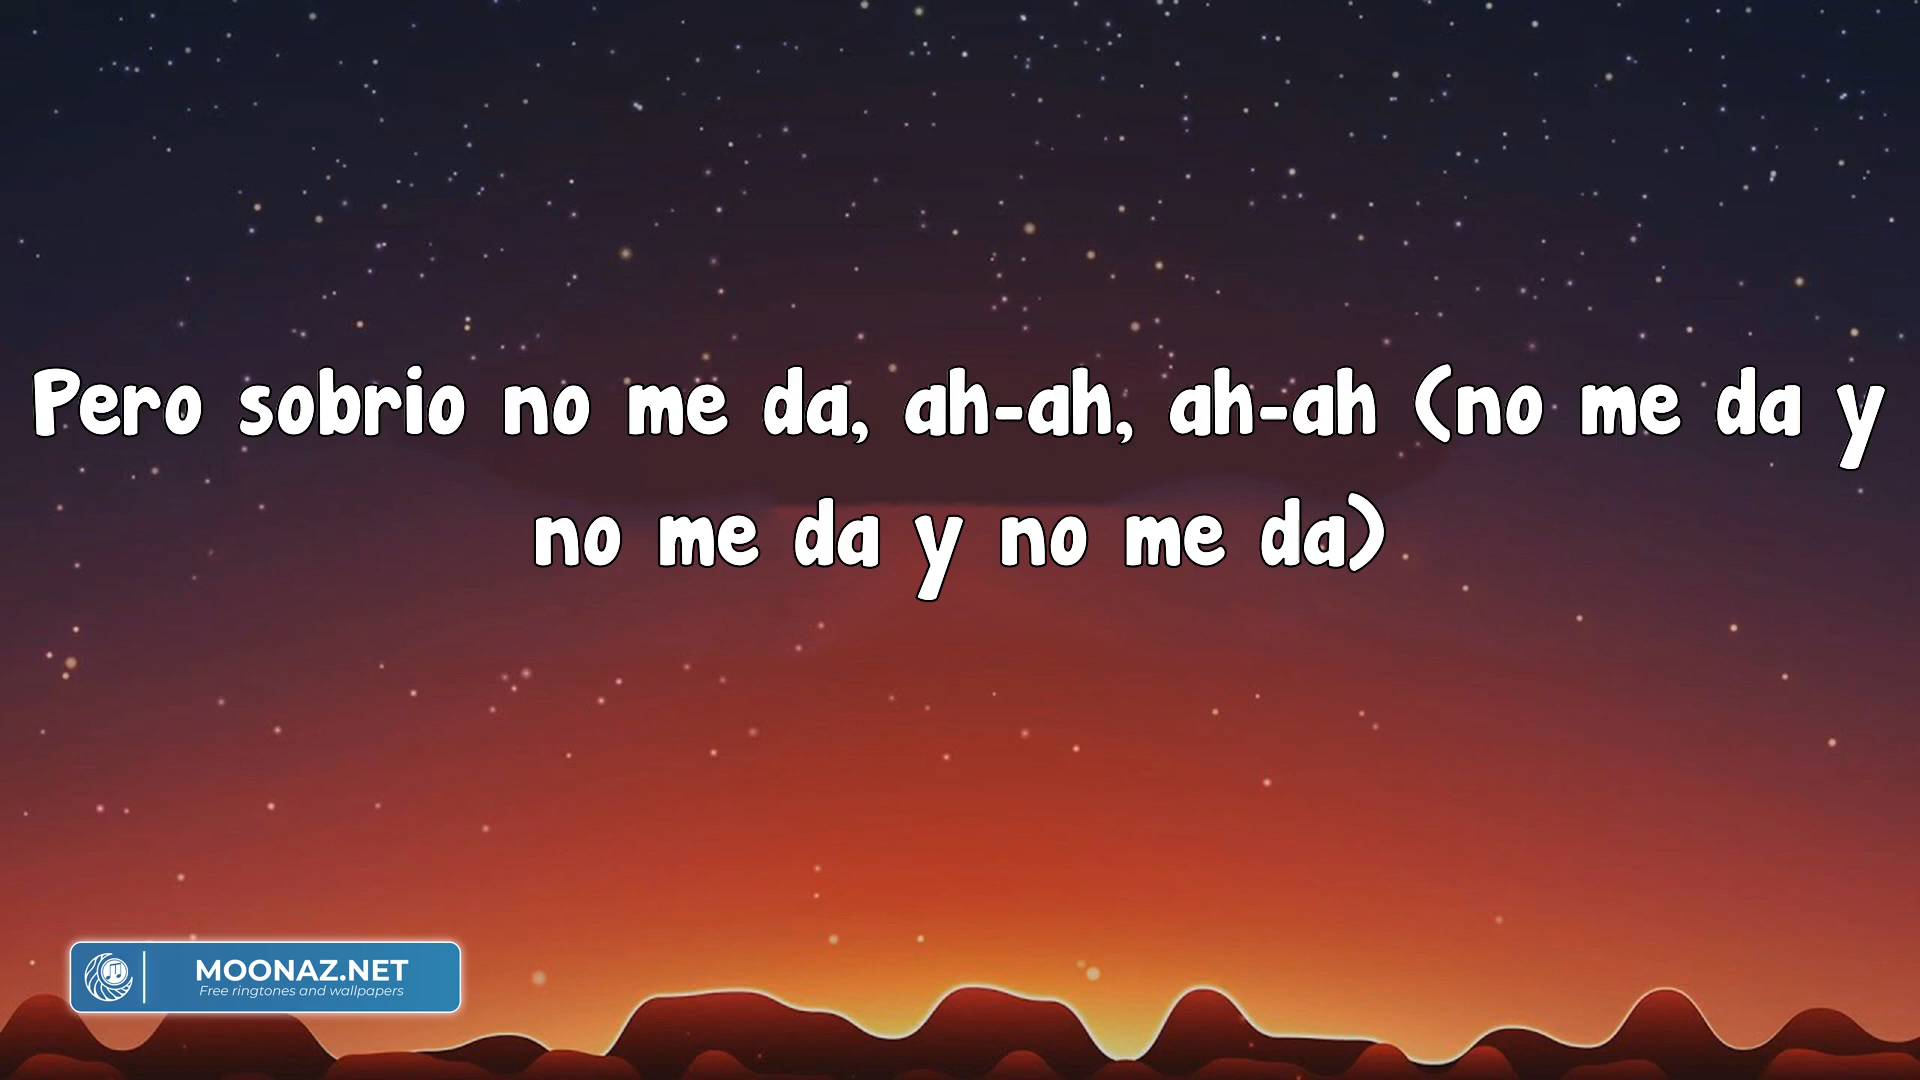 Pero sobrio no me da, ah-ah, ah-ah (no me da y
no me da y no me da)
MOONAZ.NET
Free ringtones and wallpapers